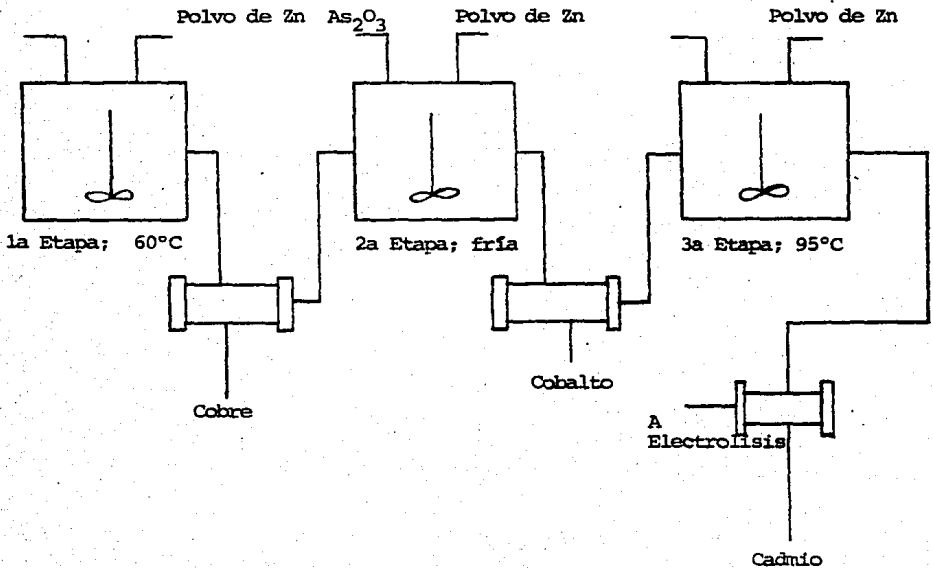 Polvo de Zn
As2O3
Polvo de Zn
Polvo de Zn
1a Etapa; 60°C
2a Etapa; fría
3a Etapa; 95°C
Cobre
Cobalto
A
Electrolisis
Cadmio